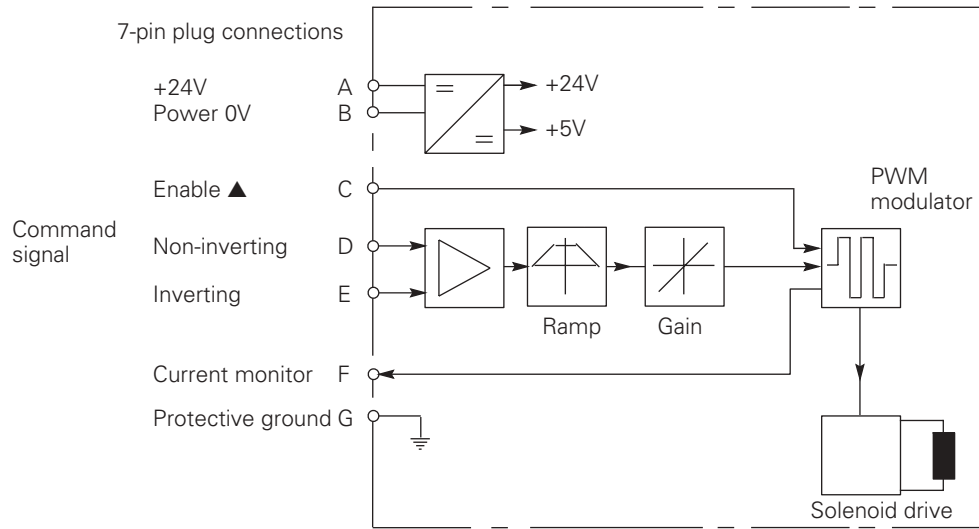 7-pin plug connections
+24V A
Power 0V B
+24V
+5V
Enable ▲ C
PWM
modulator
Command
signal
Non-inverting D
Inverting E
Ramp
Gain
Current monitor F
Protective ground G
Solenoid drive